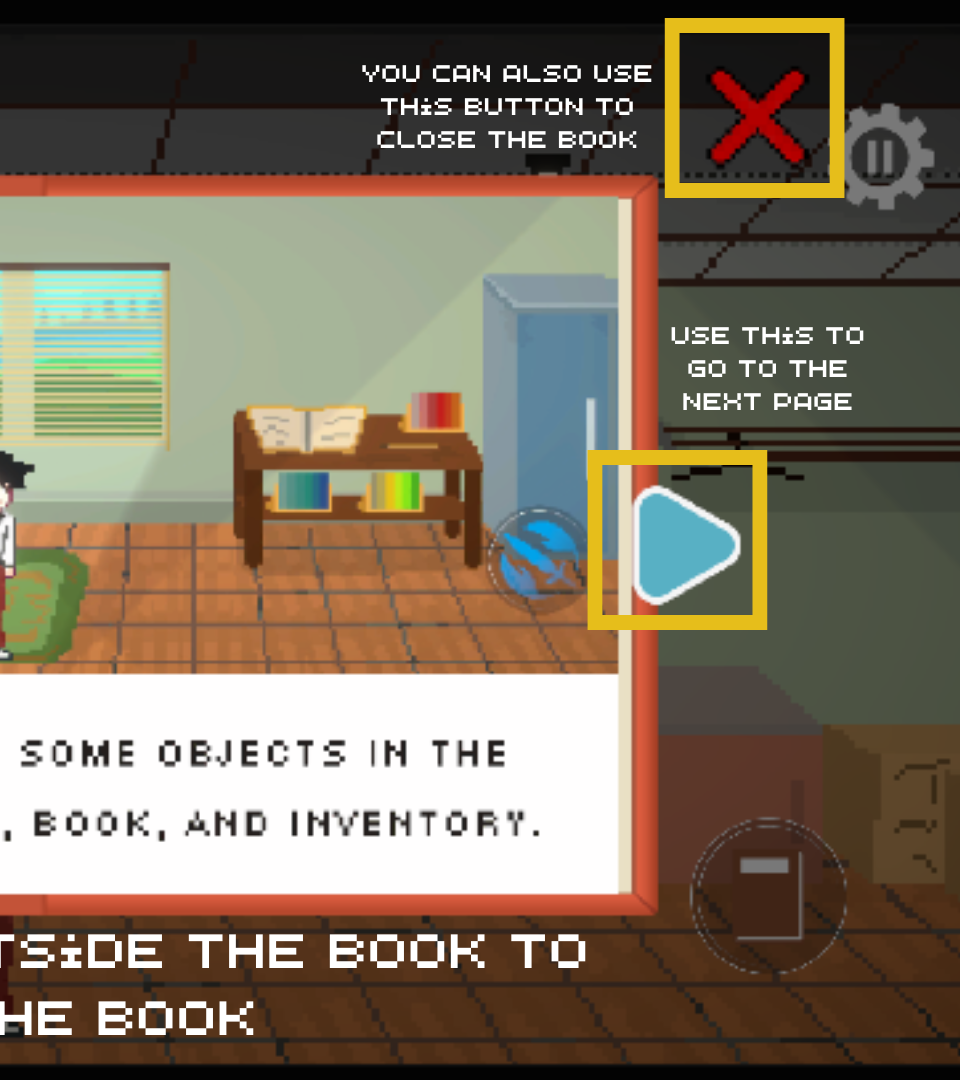 YOU CAN ALSO USE
THiS BUTTON TO
CLOSE THE BOOK
USE THiS TO
GO TO THE
NEXT PAGE
SOME OBJECTS IN THE
, BOOK, AND INVENTORY.
TSiDE THE BOOK TO
HE BOOK